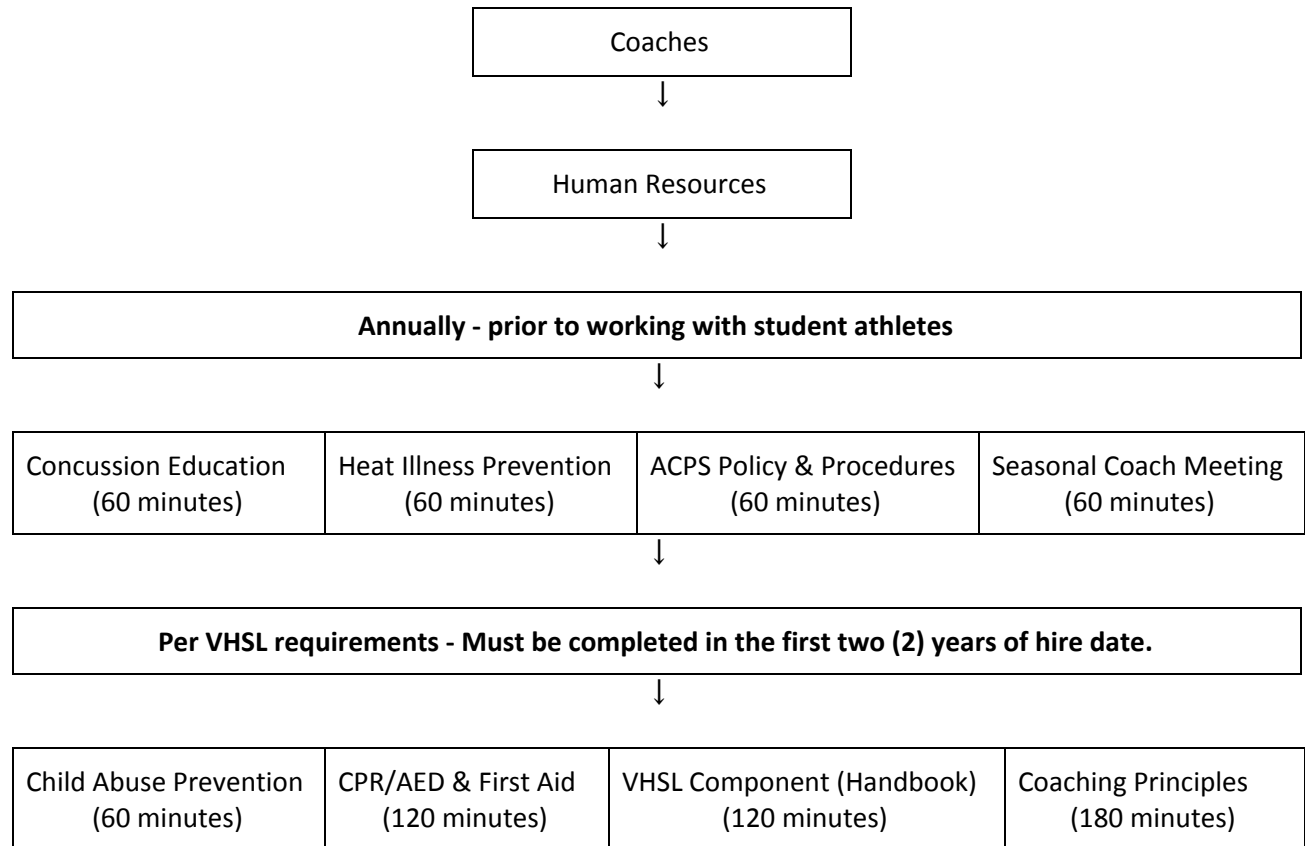 Coaches
↓
Human Resources
↓
Annually - prior to working with student athletes
↓
Concussion Education
(60 minutes)
Heat Illness Prevention
(60 minutes)
ACPS Policy & Procedures
(60 minutes)
Seasonal Coach Meeting
(60 minutes)
↓
Per VHSL requirements - Must be completed in the first two (2) years of hire date.
↓
Child Abuse Prevention
(60 minutes)
CPR/AED & First Aid
(120 minutes)
VHSL Component (Handbook)
(120 minutes)
Coaching Principles
(180 minutes)